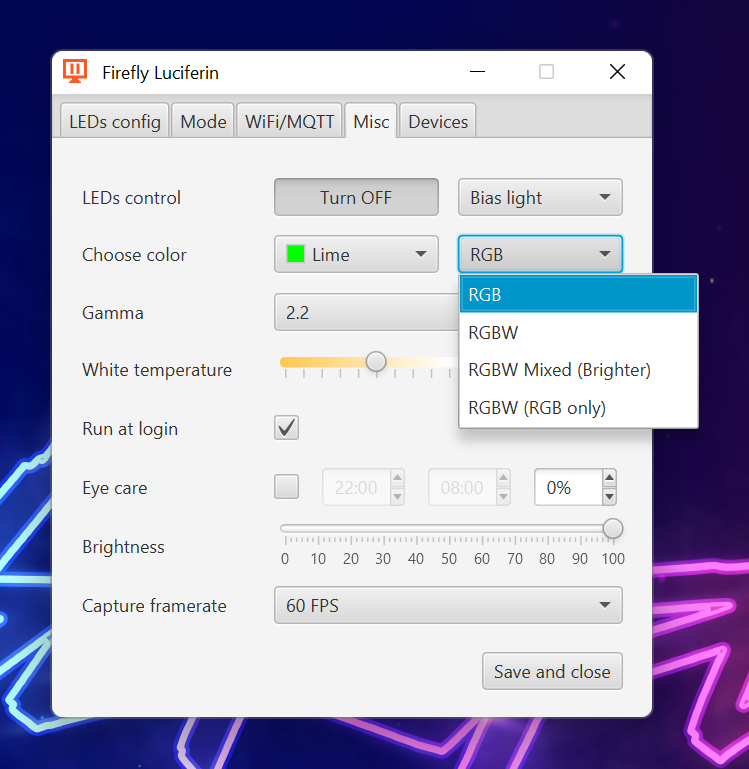 Firefly Luciferin
LEDs config Mode WiFi/MQTT Misc Devices
LEDs control Turn OFF Bias light
Choose color Lime RGB
RGB
Gamma 2.2
RGBW
White temperature
RGBW Mixed (Brighter)
RGBW (RGB only)
Run at login
Eye care 22:00 08:00 0%
Brightness
0 10 20 30 40 50 60 70 80 90 100
Capture framerate 60 FPS
Save and close